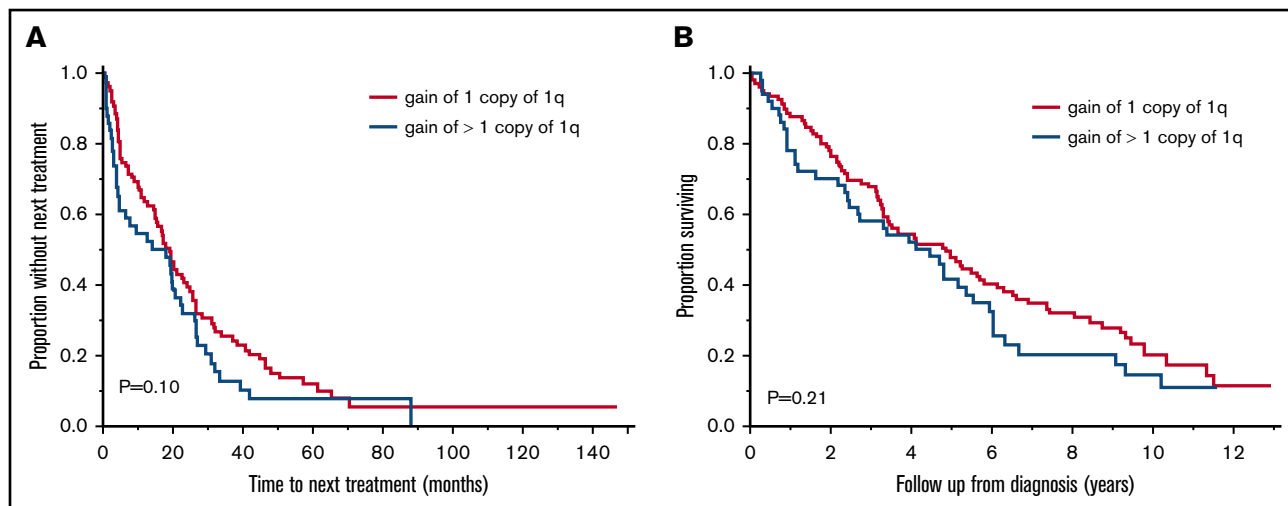 A
1.0
0.8
0.6
0.4
0.2
0.0
Proportion without next treatment
gain of 1 copy of 1q
gain of > 1 copy of 1q
P=0.10
0 20 40 60 80 100 120 140
Time to next treatment (months)
B
1.0
0.8
0.6
0.4
0.2
0.0
Proportion surviving
gain of 1 copy of 1q
gain of > 1 copy of 1q
P=0.21
0 2 4 6 8 10 12
Follow up from diagnosis (years)